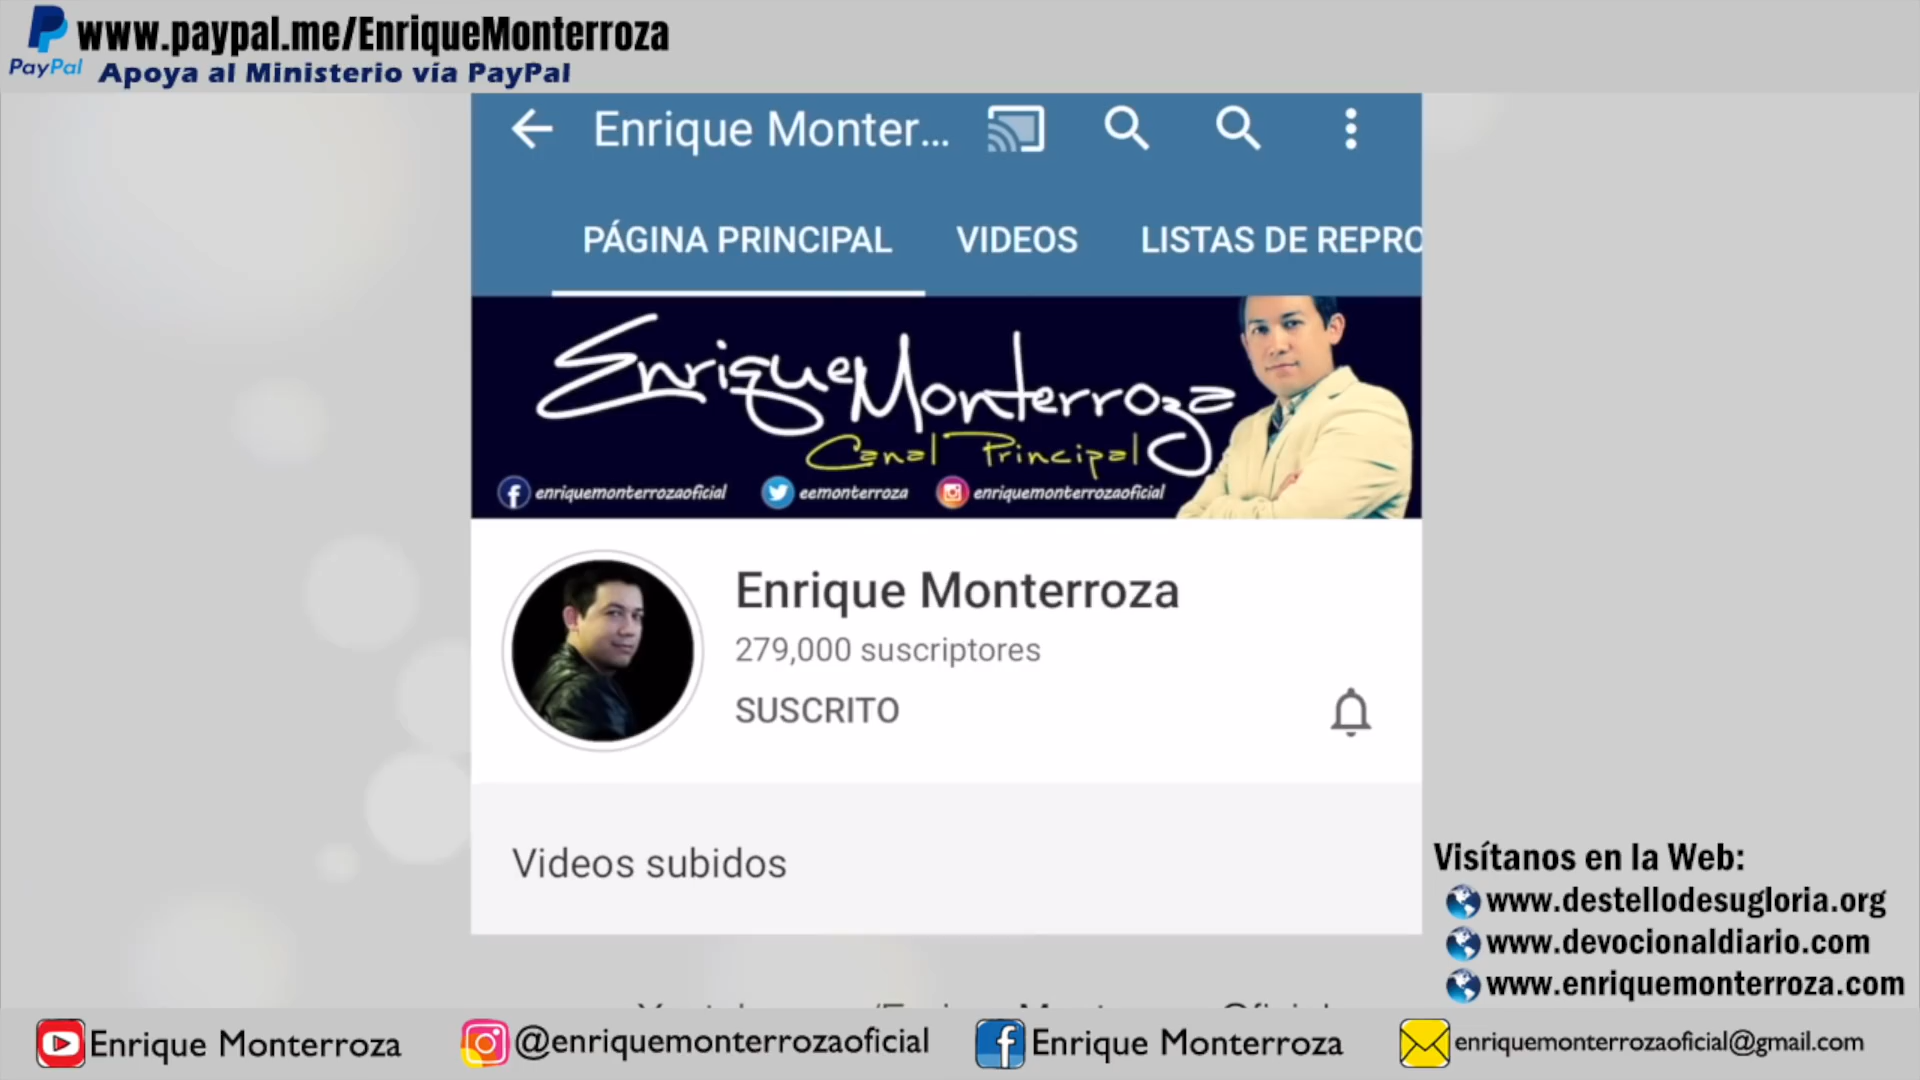 www.paypal.me/EnriqueMonterroza
PayPal
Apoya al Ministerio vía PayPal
Enrique Monter...
PÁGINA PRINCIPAL VIDEOS LISTAS DE REPRO
Enrique Monterroza
Canal Principal
enriquemonterrozaoficial eemonterroza enriquemonterrozaoficial
Enrique Monterroza
279,000 suscriptores
SUSCRITO
Videos subidos
Visítanos en la Web:
www.destellodesugloria.org
www.devocionaldiario.com
www.enriquemonterroza.com
Enrique Monterroza @enriquemonterrozaoficial Enrique Monterroza enriquemonterrozaoficial@gmail.com